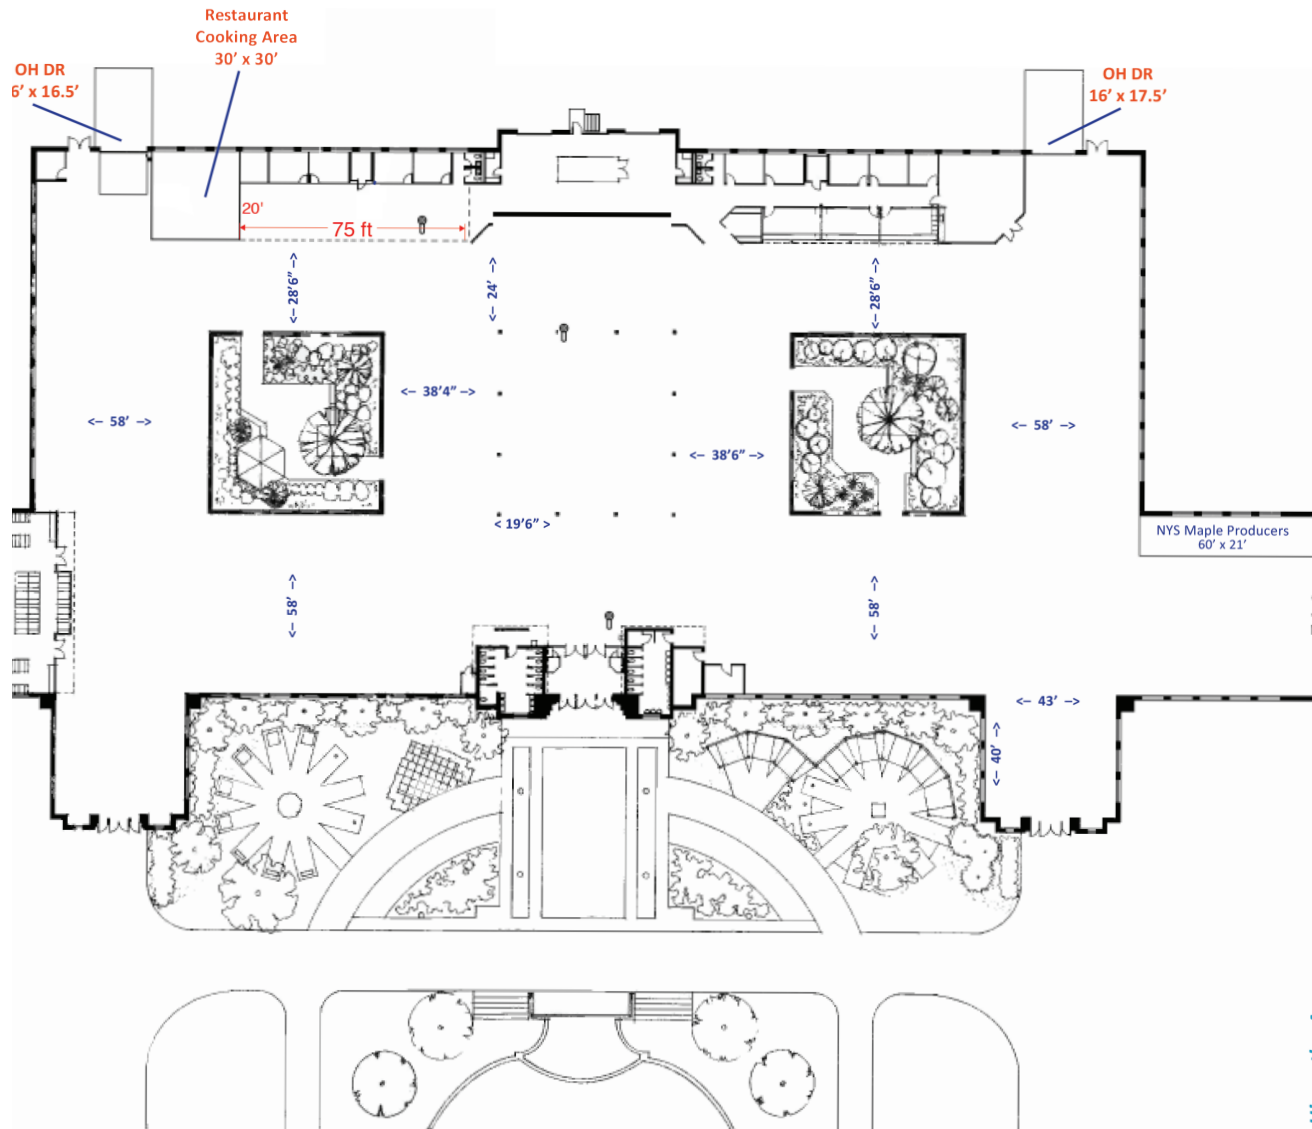 Restaurant
Cooking Area
30’ x 30’
OH DR
6’ x 16.5’
OH DR
16’ x 17.5’
20'
75 ft
<– 28’6” –>
<– 24’ –>
<– 28’6” –>
<– 38’4” –>
<– 58’ –>
<– 58’ –>
<– 38’6” –>
< 19’6” >
NYS Maple Producers
60’ x 21’
<– 58’ –>
<– 58’ –>
<– 43’ –>
<– 40’ –>